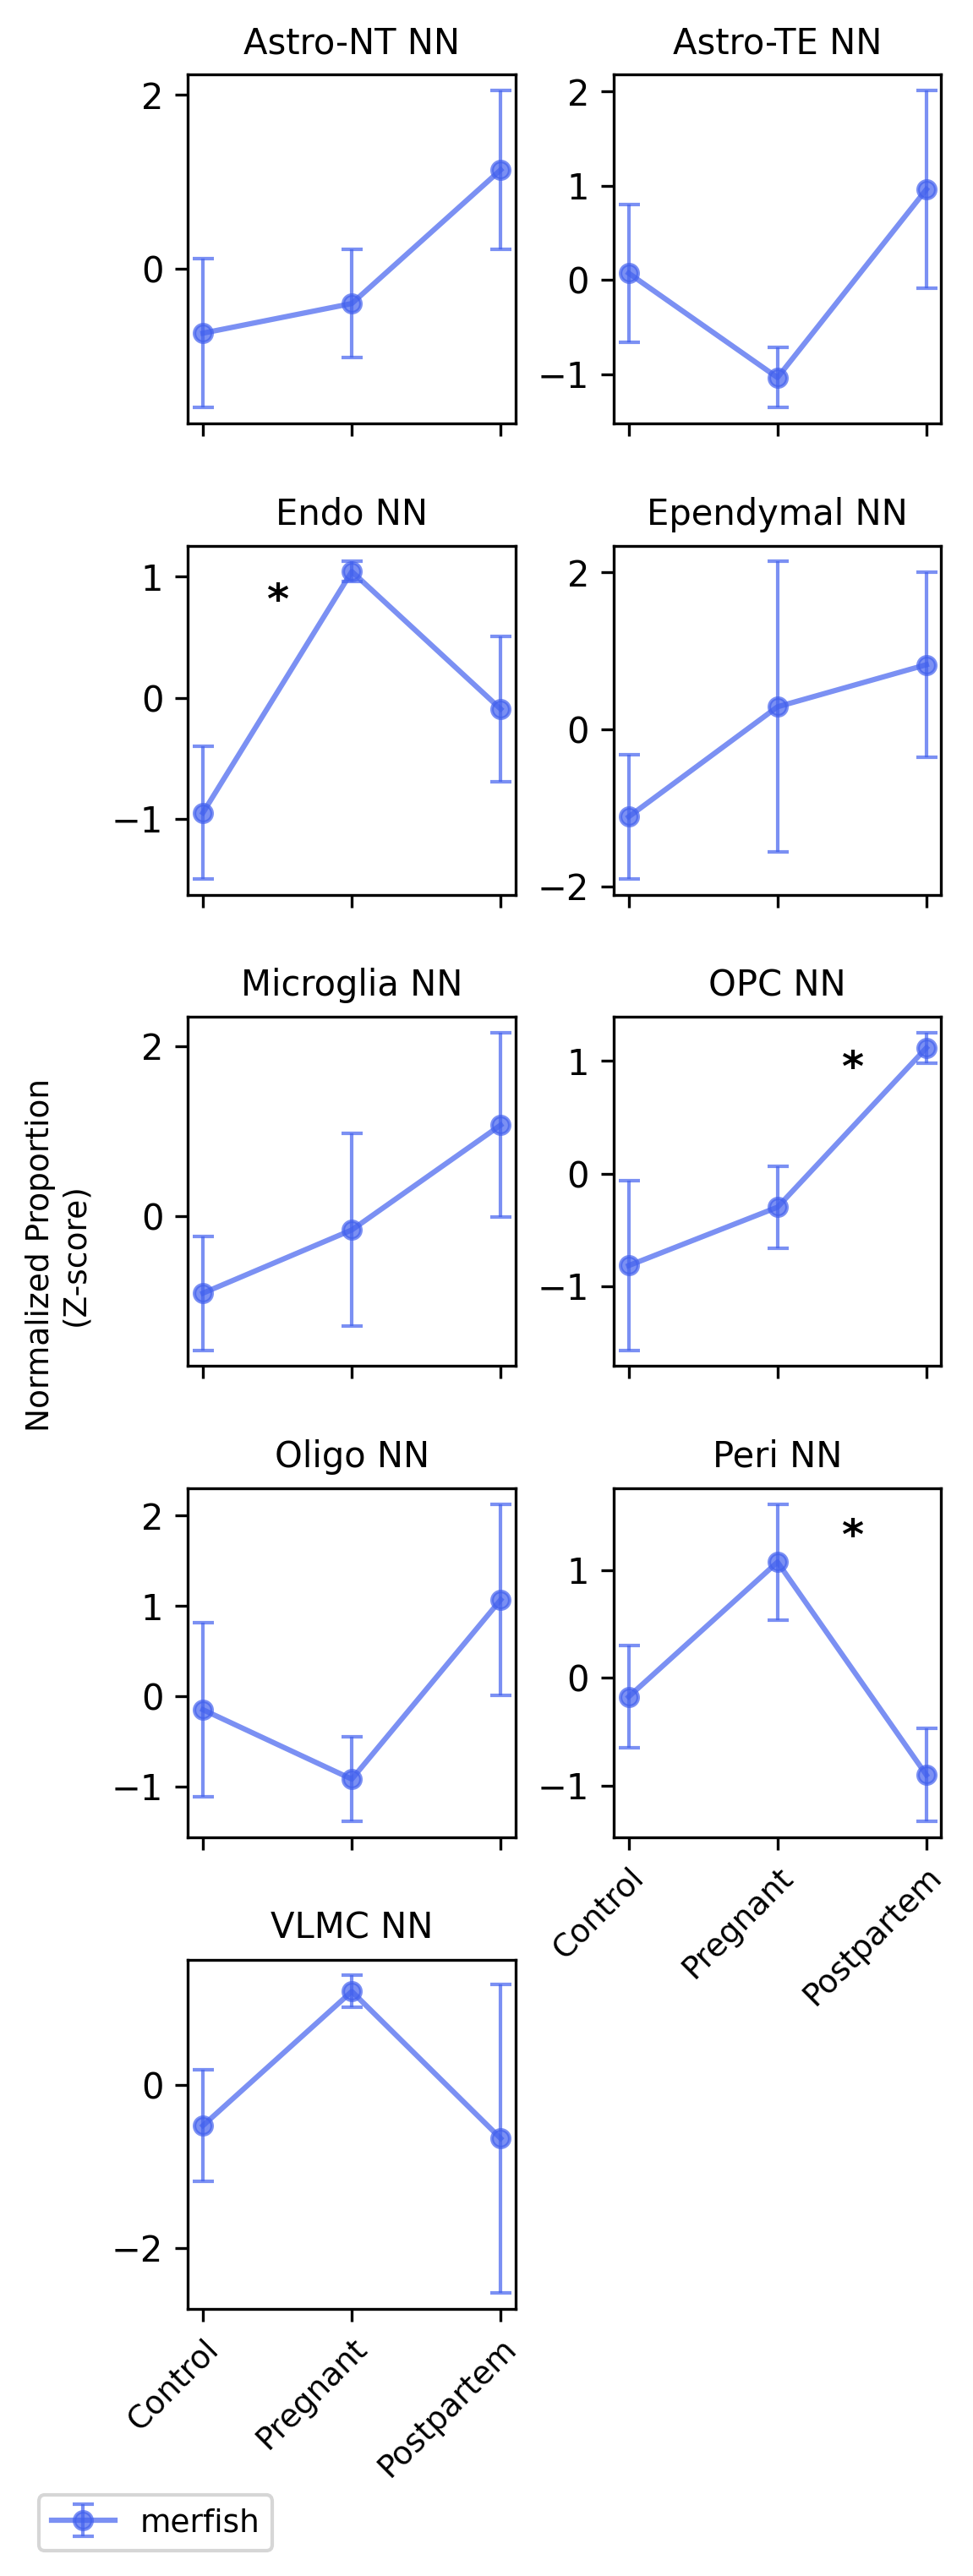 Astro-NT NN
Astro-TE NN
2
0
2
1
0
−1
Endo NN
Ependymal NN
1
0
−1
*
2
0
−2
Microglia NN
OPC NN
2
0
1
0
−1
*
Normalized Proportion
(Z-score)
Oligo NN
Peri NN
2
1
0
−1
1
0
−1
*
Control
Pregnant
Postpartem
VLMC NN
0
−2
Control
Pregnant
Postpartem
merfish